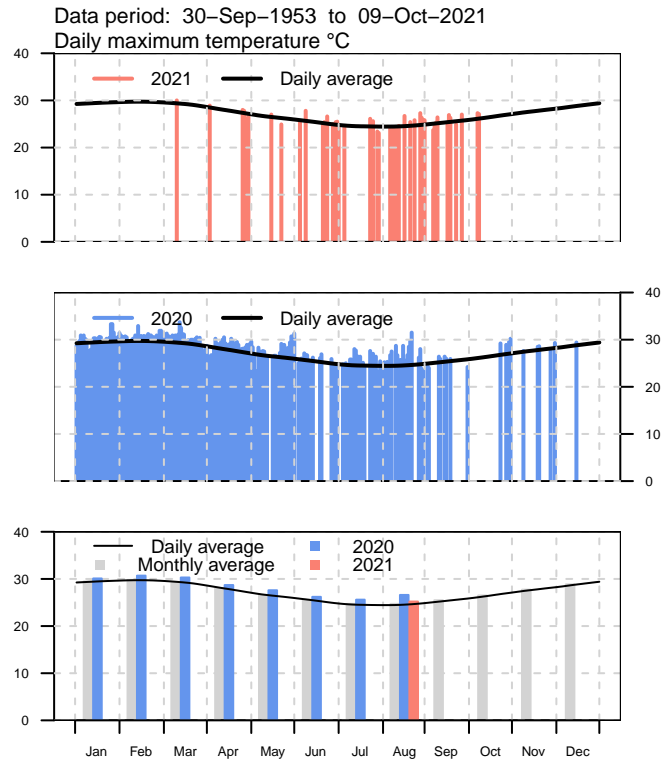 Data period:  30−Sep−1953  to  09−Oct−2021
Daily maximum temperature °C
40
2021 Daily average
30
20
10
0
2020 Daily average
40
30
20
10
0
40
Daily average 2020
Monthly average 2021
30
20
10
0
Jan Feb Mar Apr May Jun Jul Aug Sep Oct Nov Dec